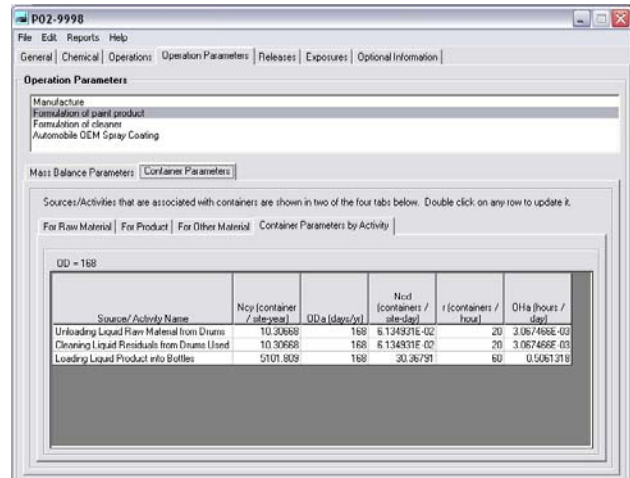 P02-9998
File Edit Reports Help
General Chemical Operations Operation Parameters Releases Exposures Optional Information
Operation Parameters
Manufacture
Formulation of paint product
Formulation of cleaner
Automobile OEM Spray Coating
Mass Balance Parameters Container Parameters
Sources/Activities that are associated with containers are shown in two of the four tabs below. Double click on any row to update it.
For Raw Material For Product For Other Material Container Parameters by Activity
OD = 168
Source/ Activity Name Ncy (container / site-year) ODa (days/yr) Ncd (containers / site-day) r (containers / hour) OHa (hours / day)
Unloading Liquid Raw Material from Drums 10.30668 168 6.134931E-02 20 3.067466E-03
Cleaning Liquid Residuals from Drums Used 10.30668 168 6.134931E-02 20 3.067466E-03
Loading Liquid Product into Bottles 5101.809 168 30.36791 60 0.5061318